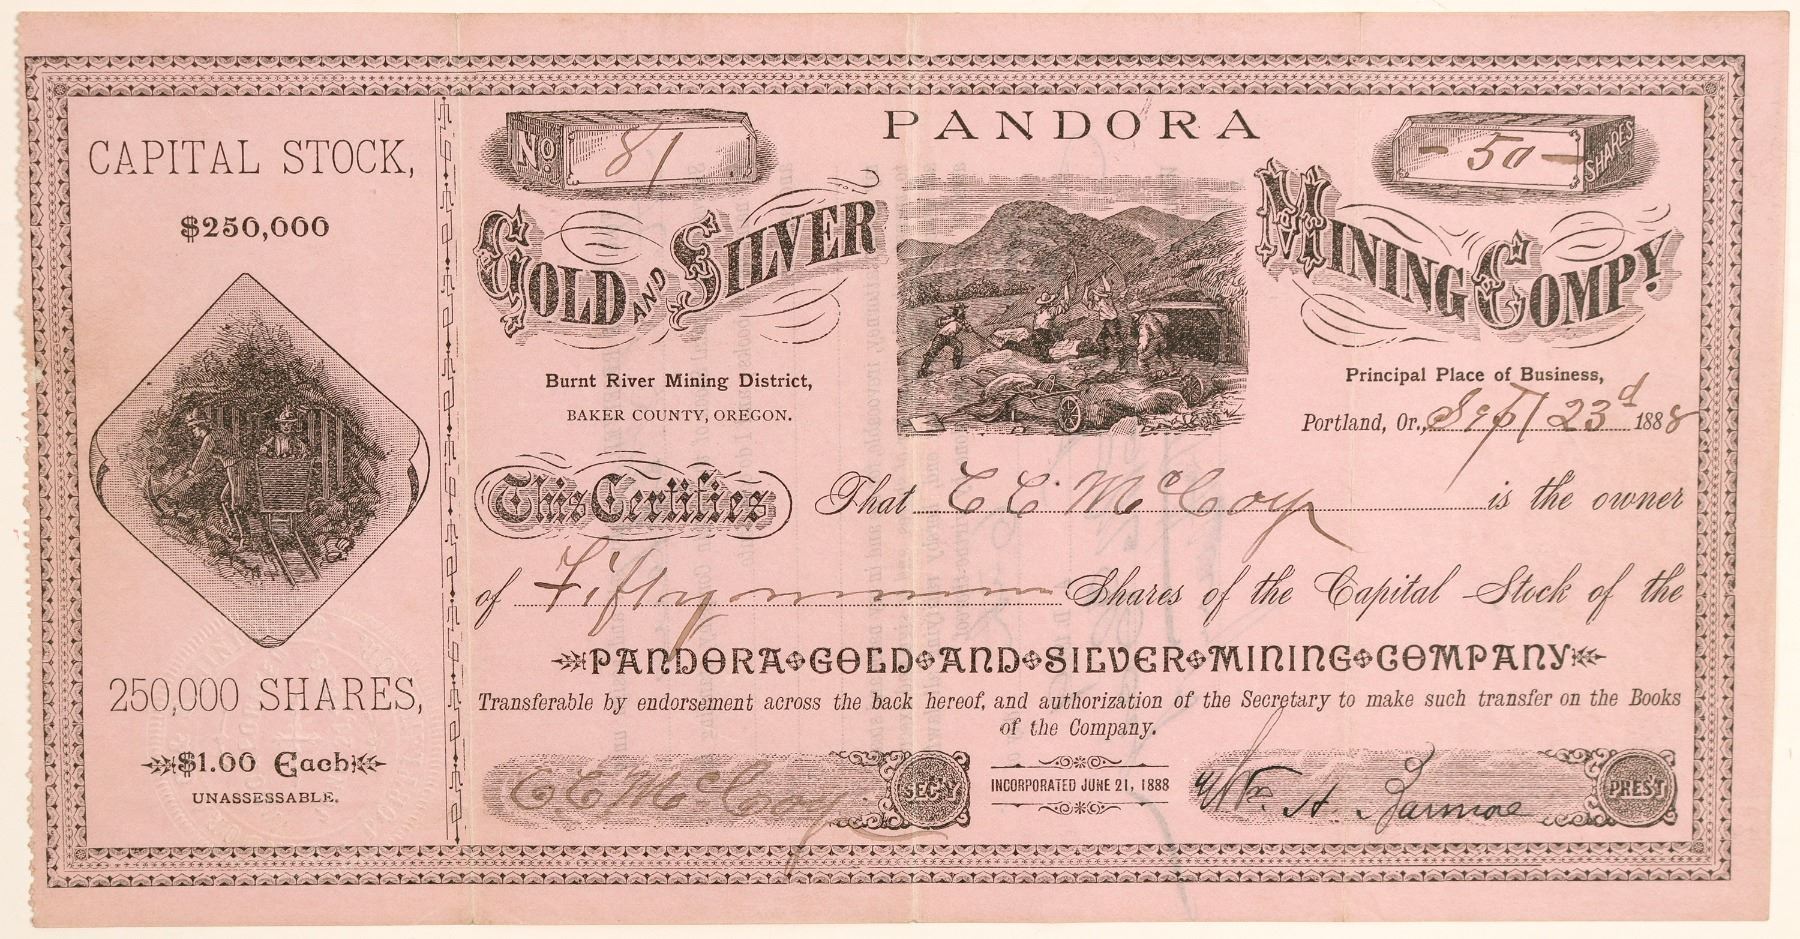 CAPITAL STOCK,
$250,000
250,000 SHARES,
$1.00 Each
UNASSESSABLE.
No 81
PANDORA
- 50 - SHARES
GOLD AND SILVER MINING COMPY.
Burnt River Mining District,
BAKER COUNTY, OREGON.
Principal Place of Business,
Portland, Or., Sept 23d 1888
This Certifies That C C McCoy is the owner
of Fifty Shares of the Capital Stock of the
PANDORA GOLD AND SILVER MINING COMPANY
Transferable by endorsement across the back hereof, and authorization of the Secretary to make such transfer on the Books
of the Company.
C C McCoy SEC'Y
INCORPORATED JUNE 21, 1888
Wm. H. PRES'T